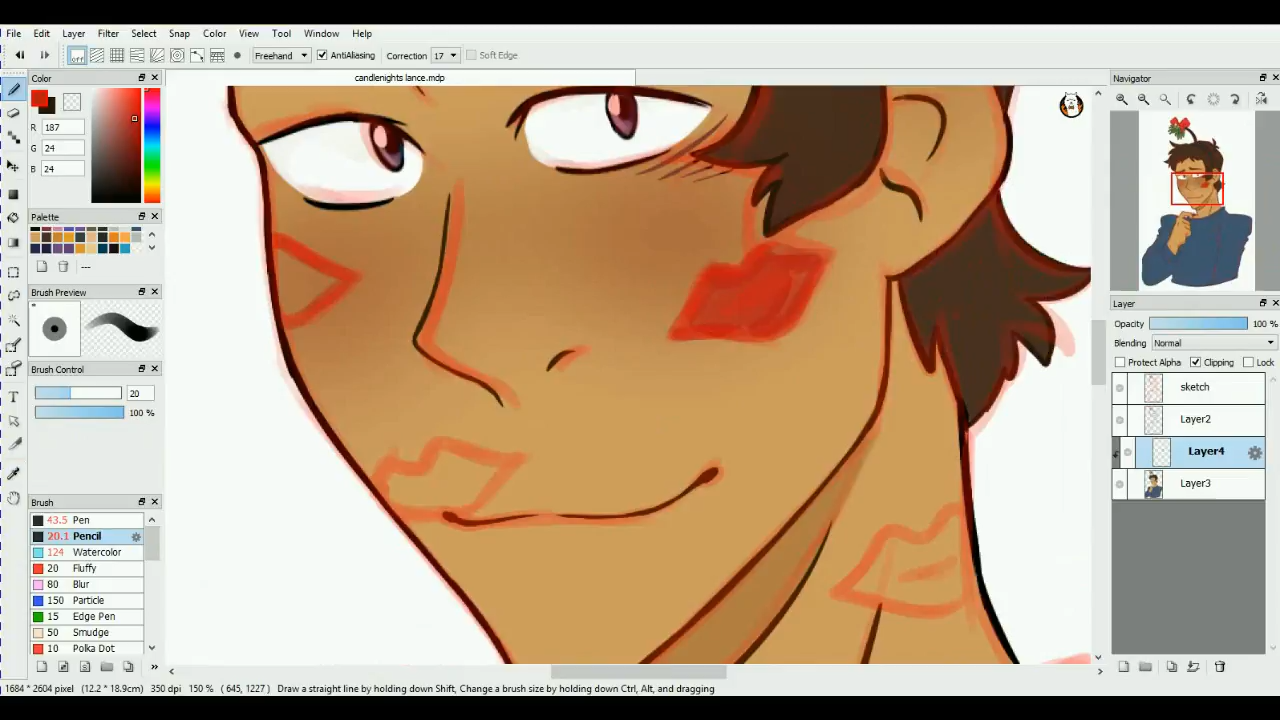 File Edit Layer Filter Select Snap Color View Tool Window Help
off Freehand AntiAliasing Correction 17 Soft Edge
Color
R 187
G 24
B 24
Palette
---
Brush Preview
Brush Control
20
100 %
Brush
43.5 Pen
20.1 Pencil
124 Watercolor
20 Fluffy
80 Blur
150 Particle
15 Edge Pen
50 Smudge
10 Polka Dot
candlenights lance.mdp
Navigator
Layer
Opacity 100 %
Blending Normal
Protect Alpha Clipping Lock
sketch
Layer2
Layer4
Layer3
1684 * 2604 pixel (12.2 * 18.9cm) 350 dpi 150 % ( 645, 1227 ) Draw a straight line by holding down Shift, Change a brush size by holding down Ctrl, Alt, and dragging